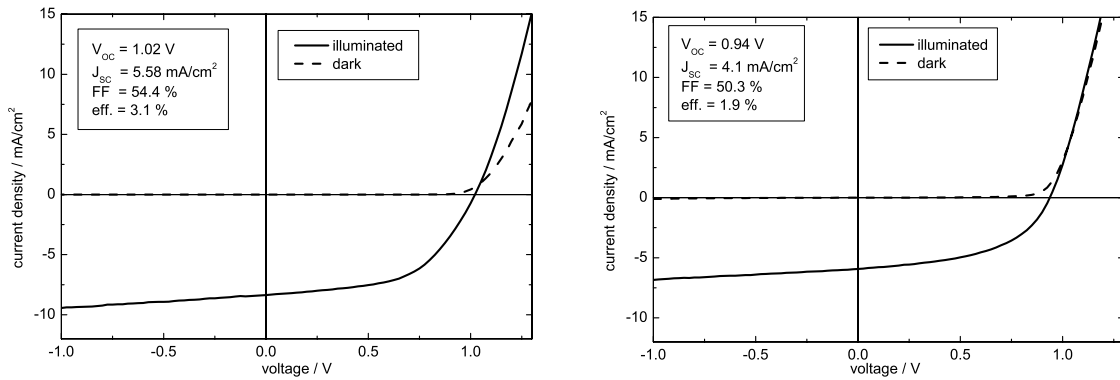 V_OC = 1.02 V
J_SC = 5.58 mA/cm²
FF = 54.4 %
eff. = 3.1 %
illuminated
dark
current density / mA/cm²
15
10
5
0
-5
-10
-1.0
-0.5
0.0
0.5
1.0
voltage / V
V_OC = 0.94 V
J_SC = 4.1 mA/cm²
FF = 50.3 %
eff. = 1.9 %
illuminated
dark
current density / mA/cm²
15
10
5
0
-5
-10
-1.0
-0.5
0.0
0.5
1.0
voltage / V